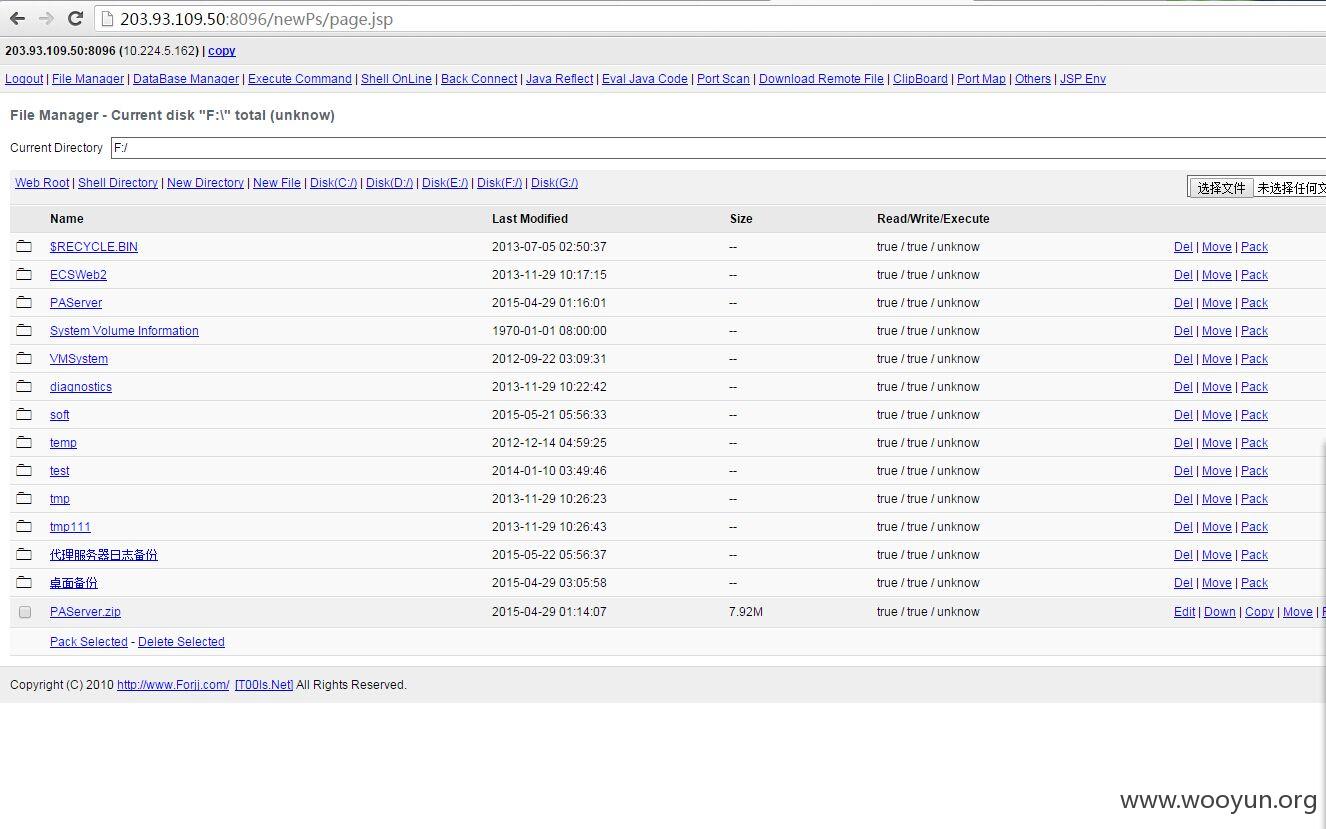 203.93.109.50:8096/newPs/page.jsp
203.93.109.50:8096 (10.224.5.162) | copy
Logout | File Manager | DataBase Manager | Execute Command | Shell OnLine | Back Connect | Java Reflect | Eval Java Code | Port Scan | Download Remote File | ClipBoard | Port Map | Others | JSP Env
File Manager - Current disk "F:\" total (unknow)
Current Directory F:/
Web Root | Shell Directory | New Directory | New File | Disk(C:/) | Disk(D:/) | Disk(E:/) | Disk(F:/) | Disk(G:/) 选择文件 未选择任何文
Name Last Modified Size Read/Write/Execute
$RECYCLE.BIN 2013-07-05 02:50:37 -- true / true / unknow Del | Move | Pack
ECSWeb2 2013-11-29 10:17:15 -- true / true / unknow Del | Move | Pack
PAServer 2015-04-29 01:16:01 -- true / true / unknow Del | Move | Pack
System Volume Information 1970-01-01 08:00:00 -- true / true / unknow Del | Move | Pack
VMSystem 2012-09-22 03:09:31 -- true / true / unknow Del | Move | Pack
diagnostics 2013-11-29 10:22:42 -- true / true / unknow Del | Move | Pack
soft 2015-05-21 05:56:33 -- true / true / unknow Del | Move | Pack
temp 2012-12-14 04:59:25 -- true / true / unknow Del | Move | Pack
test 2014-01-10 03:49:46 -- true / true / unknow Del | Move | Pack
tmp 2013-11-29 10:26:23 -- true / true / unknow Del | Move | Pack
tmp111 2013-11-29 10:26:43 -- true / true / unknow Del | Move | Pack
代理服务器日志备份 2015-05-22 05:56:37 -- true / true / unknow Del | Move | Pack
桌面备份 2015-04-29 03:05:58 -- true / true / unknow Del | Move | Pack
PAServer.zip 2015-04-29 01:14:07 7.92M true / true / unknow Edit | Down | Copy | Move |
Pack Selected - Delete Selected
Copyright (C) 2010 http://www.Forjj.com/ [T00ls.Net] All Rights Reserved.
www.wooyun.org